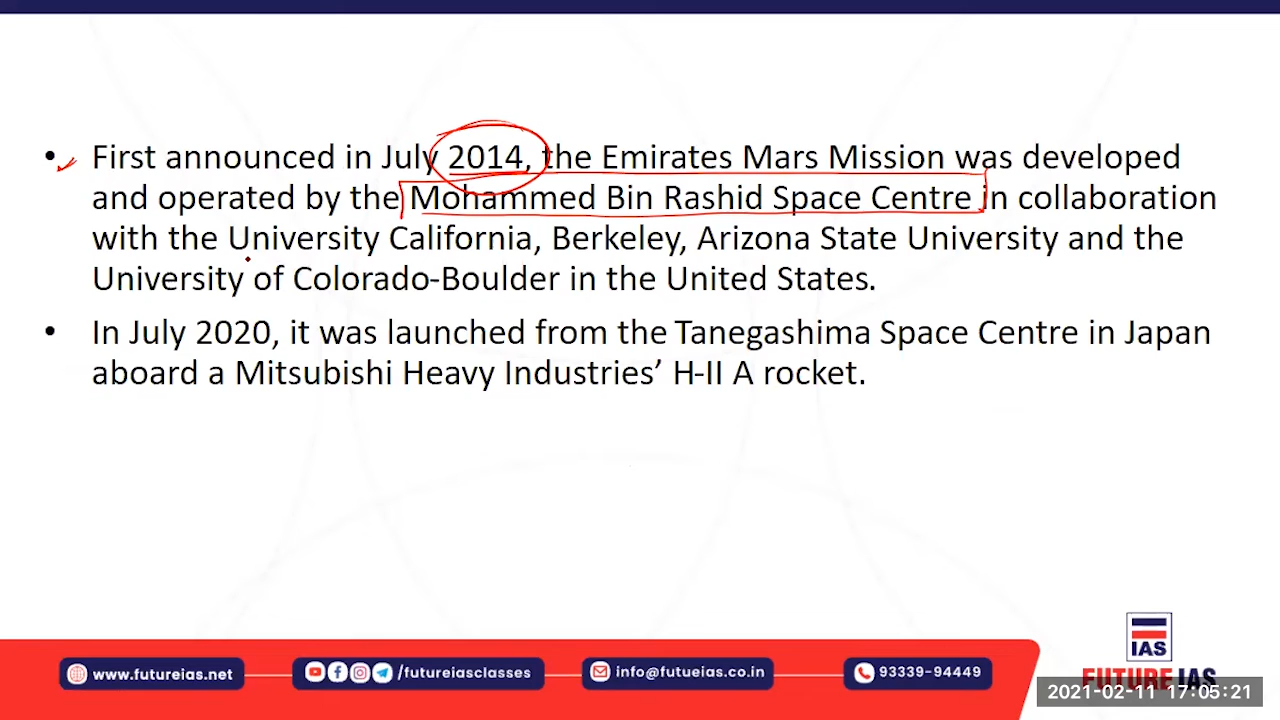 • First announced in July 2014, the Emirates Mars Mission was developed
and operated by the Mohammed Bin Rashid Space Centre in collaboration
with the University California, Berkeley, Arizona State University and the
University of Colorado-Boulder in the United States.
• In July 2020, it was launched from the Tanegashima Space Centre in Japan
aboard a Mitsubishi Heavy Industries’ H-II A rocket.
IAS
FUTURE IAS
www.futureias.net
/futureiasclasses
info@futueias.co.in
93339-94449
2021-02-11 17:05:21